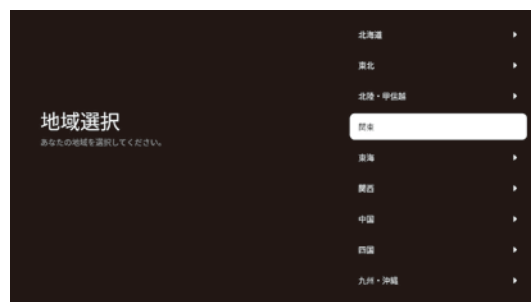 地域選択
あなたの地域を選択してください。
北海道
東北
北陸・甲信越
関東
東海
関西
中国
四国
九州・沖縄